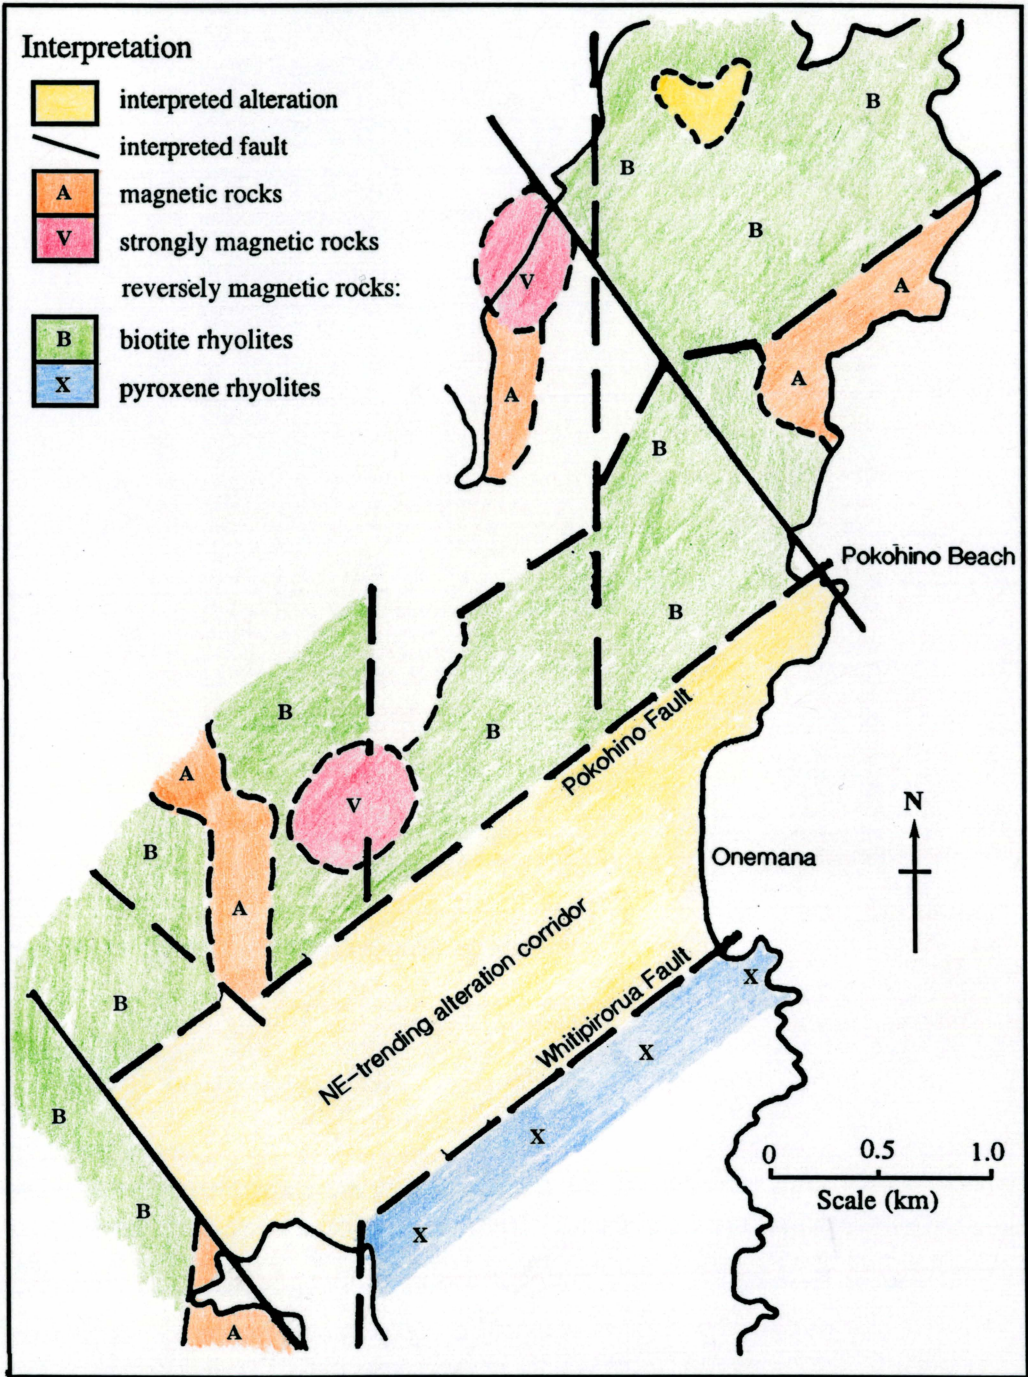 Interpretation
interpreted alteration
interpreted fault
A magnetic rocks
V strongly magnetic rocks
reversely magnetic rocks:
B biotite rhyolites
X pyroxene rhyolites
B
B
B
V
A
A
A
B
Pokohino Beach
B
B
B
Pokohino Fault
A
V
N
B
Onemana
A
NE-trending alteration corridor
Whitipirorua Fault
X
B
X
B
X
0 0.5 1.0
Scale (km)
B
X
A